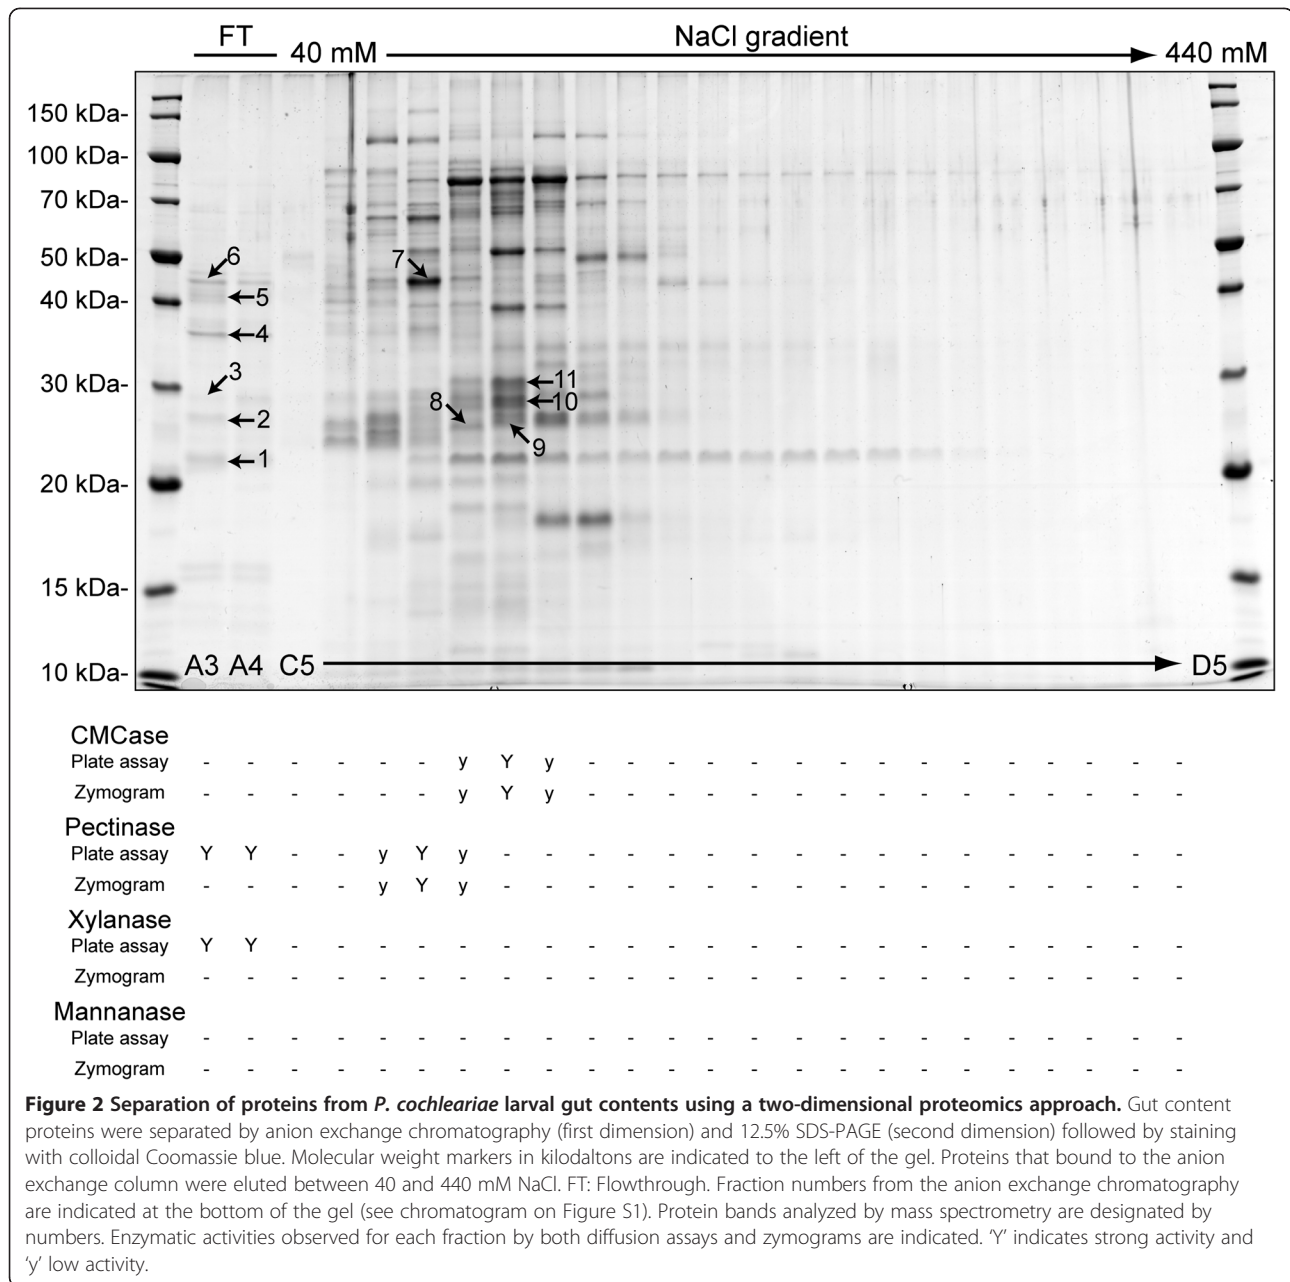 FT
40 mM NaCl gradient 440 mM
150 kDa-
100 kDa-
70 kDa-
50 kDa-
40 kDa-
30 kDa-
20 kDa-
15 kDa-
10 kDa-
6
5
4
3
2
1
7
8
11
10
9
A3 A4 C5 D5
CMCase
Plate assay - - - - - - y Y y - - - - - - - - - - - - - - -
Zymogram - - - - - - y Y y - - - - - - - - - - - - - - -
Pectinase
Plate assay Y Y - - y Y y - - - - - - - - - - - - - - - - -
Zymogram - - - - y Y y - - - - - - - - - - - - - - - - -
Xylanase
Plate assay Y Y - - - - - - - - - - - - - - - - - - - - - -
Zymogram - - - - - - - - - - - - - - - - - - - - - - - -
Mannanase
Plate assay - - - - - - - - - - - - - - - - - - - - - - - -
Zymogram - - - - - - - - - - - - - - - - - - - - - - - -
Figure 2 Separation of proteins from P. cochleariae larval gut contents using a two-dimensional proteomics approach. Gut content
proteins were separated by anion exchange chromatography (first dimension) and 12.5% SDS-PAGE (second dimension) followed by staining
with colloidal Coomassie blue. Molecular weight markers in kilodaltons are indicated to the left of the gel. Proteins that bound to the anion
exchange column were eluted between 40 and 440 mM NaCl. FT: Flowthrough. Fraction numbers from the anion exchange chromatography
are indicated at the bottom of the gel (see chromatogram on Figure S1). Protein bands analyzed by mass spectrometry are designated by
numbers. Enzymatic activities observed for each fraction by both diffusion assays and zymograms are indicated. ‘Y’ indicates strong activity and
‘y’ low activity.